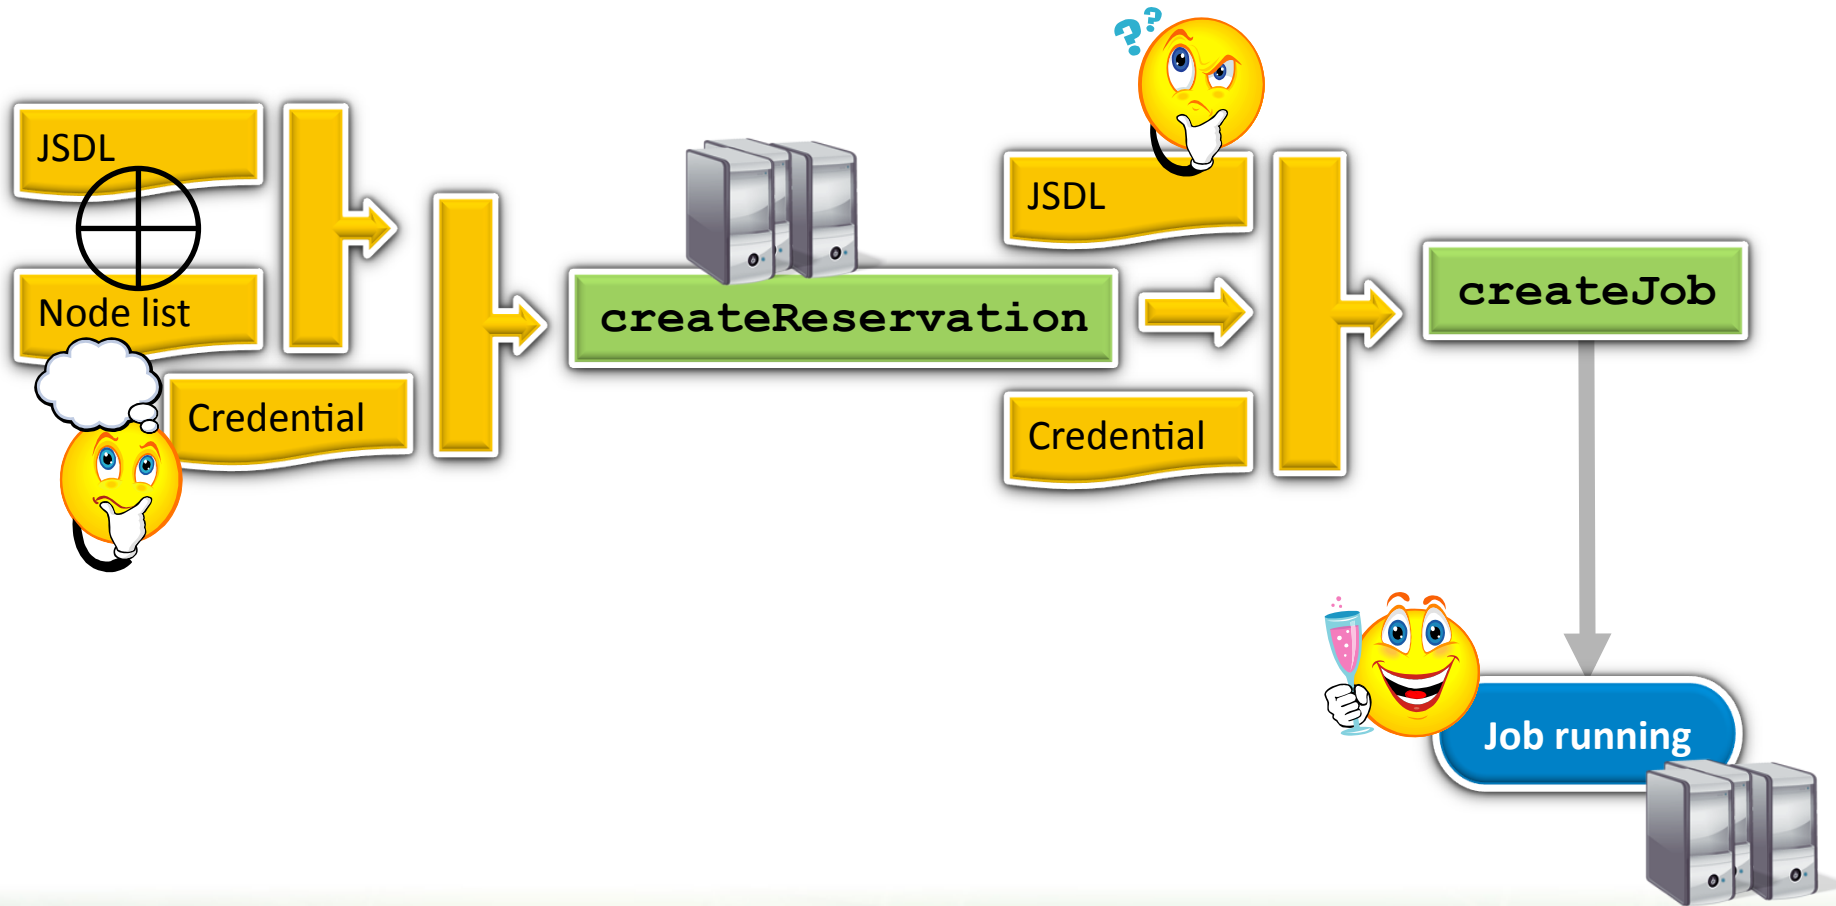 JSDL
Node list
Credential
createReservation
??
JSDL
Credential
createJob
Job running